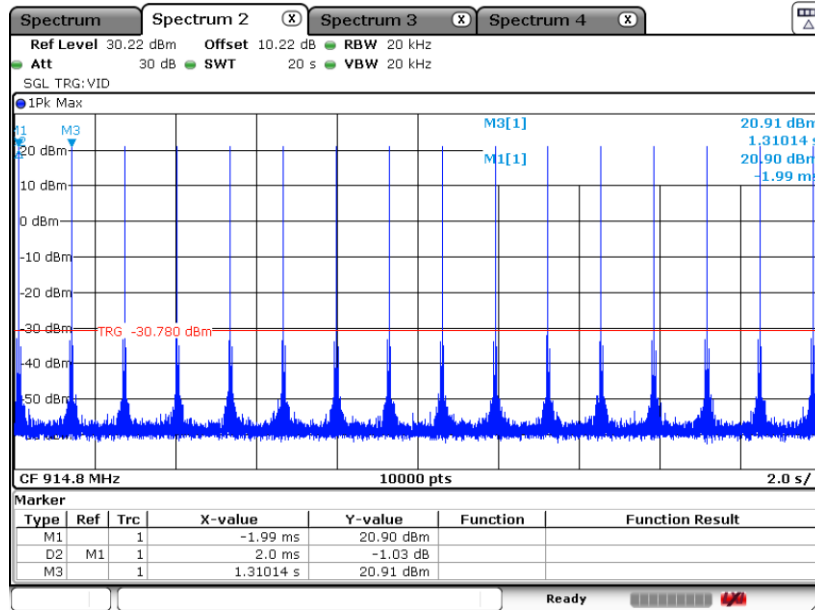 Spectrum Spectrum 2 X Spectrum 3 X Spectrum 4 X
Ref Level 30.22 dBm Offset 10.22 dB RBW 20 kHz
Att 30 dB SWT 20 s VBW 20 kHz
SGL TRG:VID
1Pk Max
M1 M3 M3[1] 20.91 dBm
1.31014 s
20 dBm M1[1] 20.90 dBm
-1.99 ms
10 dBm
0 dBm
-10 dBm
-20 dBm
-30 dBm TRG -30.780 dBm
-40 dBm
-50 dBm
CF 914.8 MHz 10000 pts 2.0 s/
Marker
Type Ref Trc X-value Y-value Function Function Result
M1 1 -1.99 ms 20.90 dBm
D2 M1 1 2.0 ms -1.03 dB
M3 1 1.31014 s 20.91 dBm
Ready